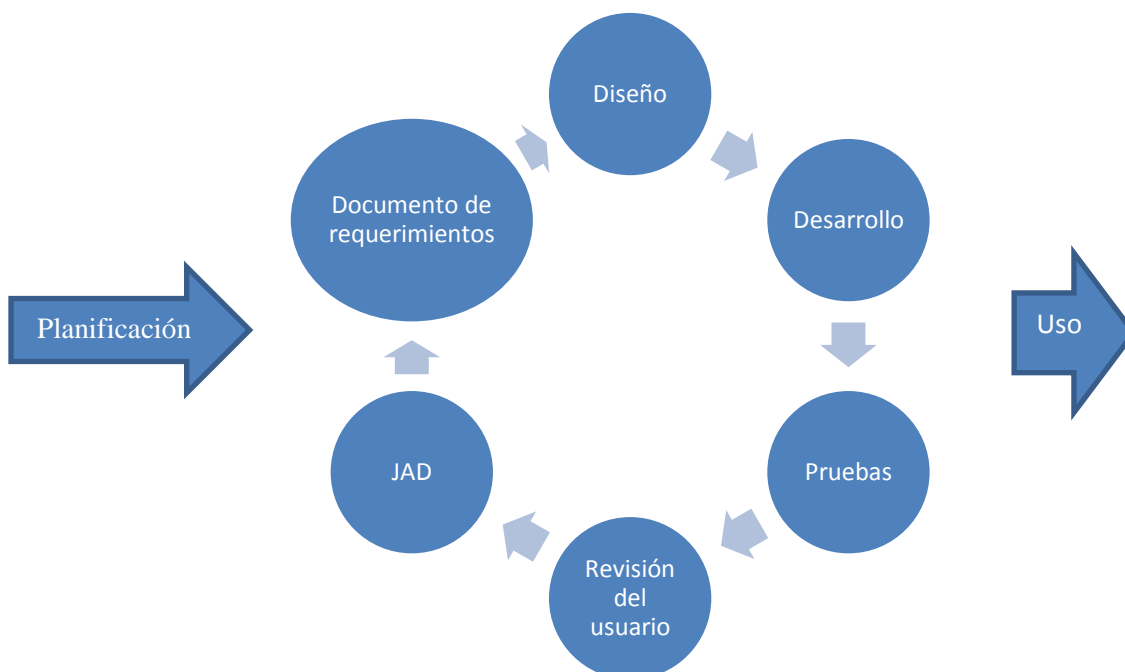 Planificación
Documento de
requerimientos
Diseño
Desarrollo
Pruebas
Revisión
del
usuario
JAD
Uso